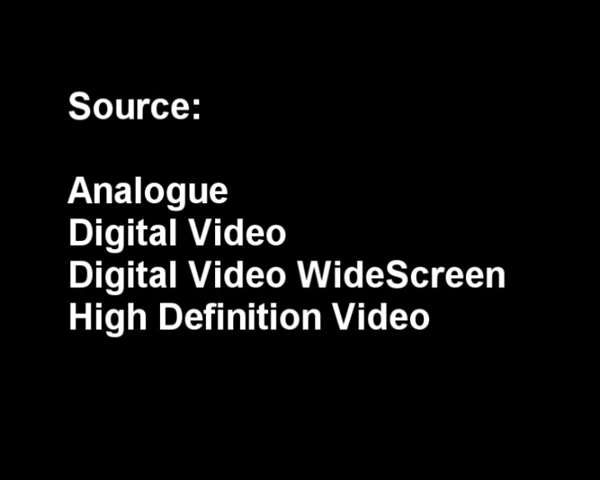 Source:
Analogue
Digital Video
Digital Video WideScreen
High Definition Video